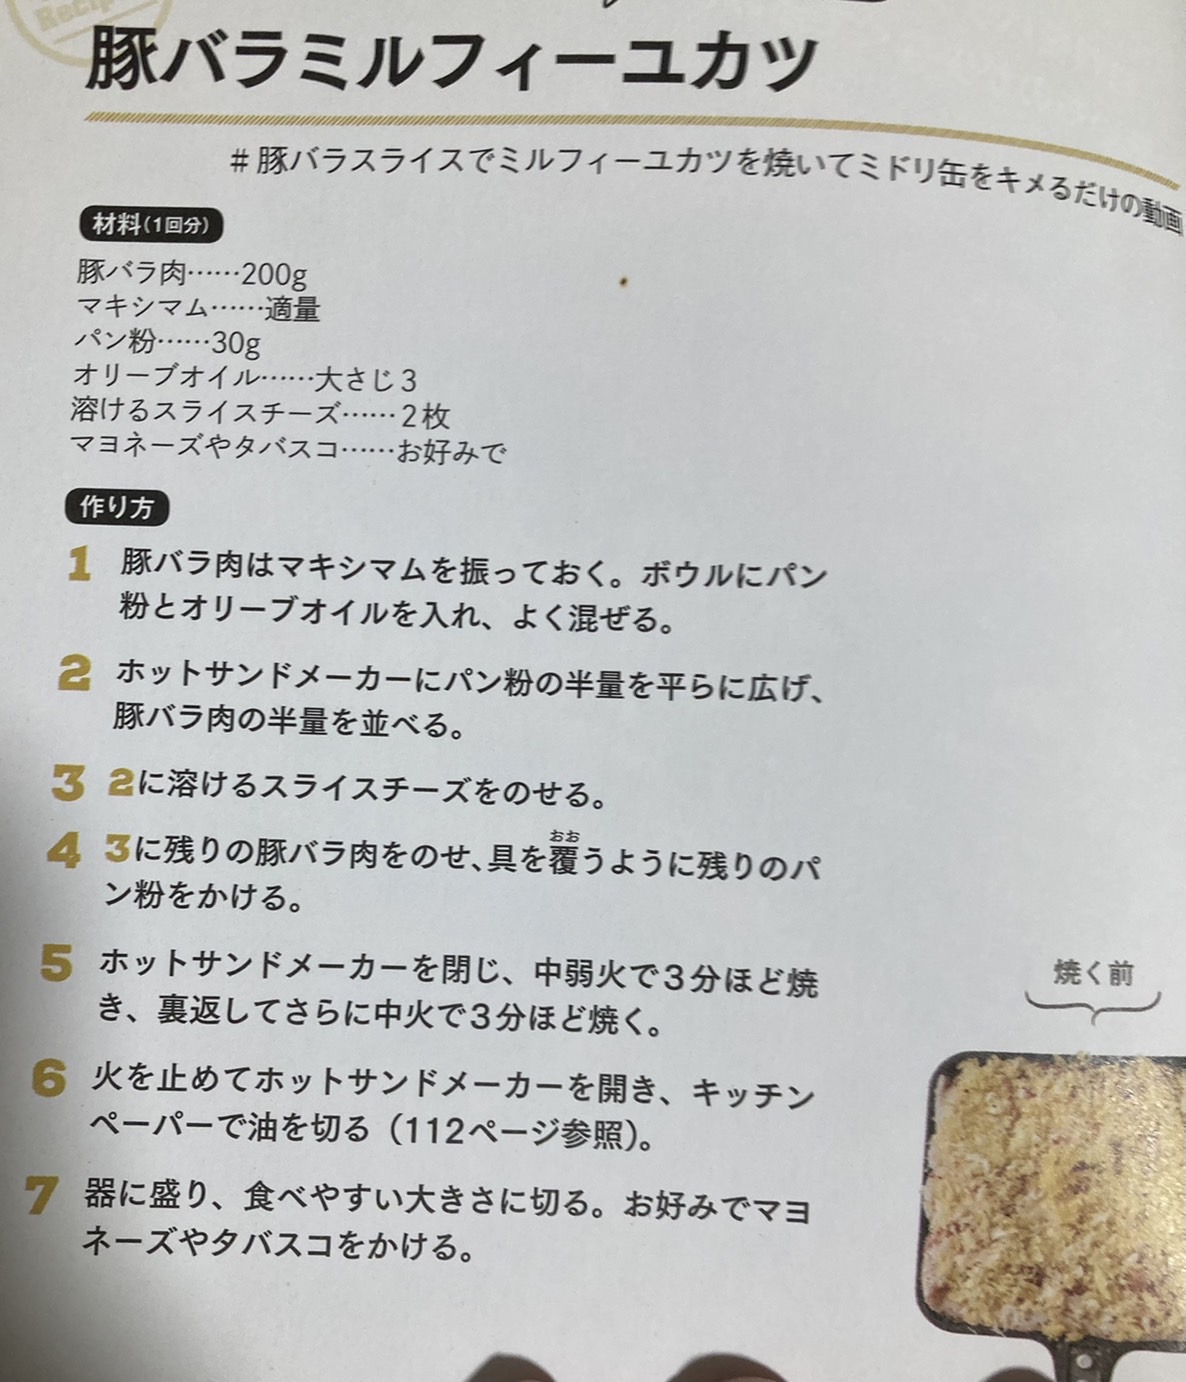 Recip
豚バラミルフィーユカツ
#豚バラスライスでミルフィーユカツを焼いてミドリ缶をキメるだけの動画
材料(1回分)
豚バラ肉……200g
マキシマム……適量
パン粉……30g
オリーブオイル……大さじ3
溶けるスライスチーズ……2枚
マヨネーズやタバスコ……お好みで
作り方
1 豚バラ肉はマキシマムを振っておく。ボウルにパン
粉とオリーブオイルを入れ、よく混ぜる。
2 ホットサンドメーカーにパン粉の半量を平らに広げ、
豚バラ肉の半量を並べる。
3 2に溶けるスライスチーズをのせる。
おお
4 3に残りの豚バラ肉をのせ、具を覆うように残りのパ
ン粉をかける。
5 ホットサンドメーカーを閉じ、中弱火で3分ほど焼
き、裏返してさらに中火で3分ほど焼く。
6 火を止めてホットサンドメーカーを開き、キッチン
ペーパーで油を切る（112ページ参照）。
7 器に盛り、食べやすい大きさに切る。お好みでマヨ
ネーズやタバスコをかける。
焼く前